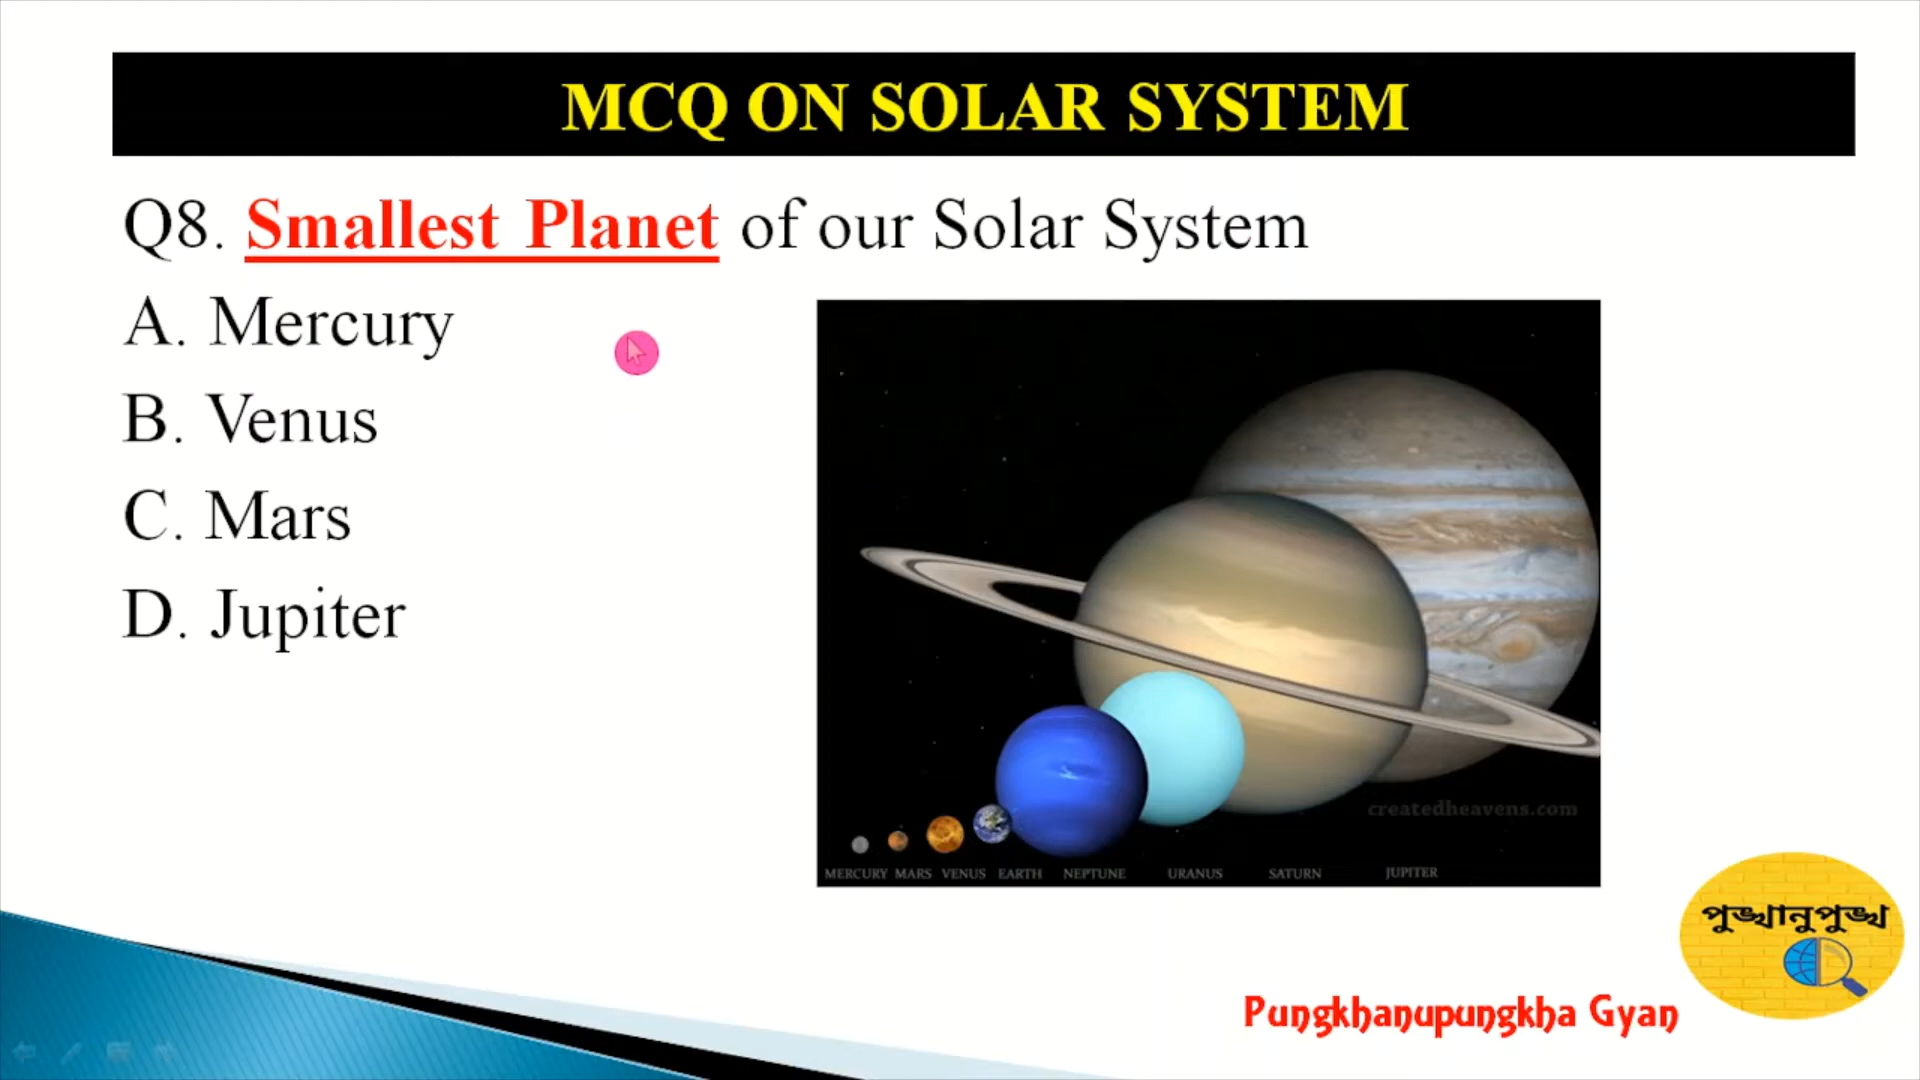 MCQ ON SOLAR SYSTEM
Q8. Smallest Planet of our Solar System
A. Mercury
B. Venus
C. Mars
D. Jupiter
createdheavens.com
MERCURY MARS VENUS EARTH NEPTUNE URANUS SATURN JUPITER
পুঙ্খানুপুঙ্খ
Pungkhanupungkha Gyan